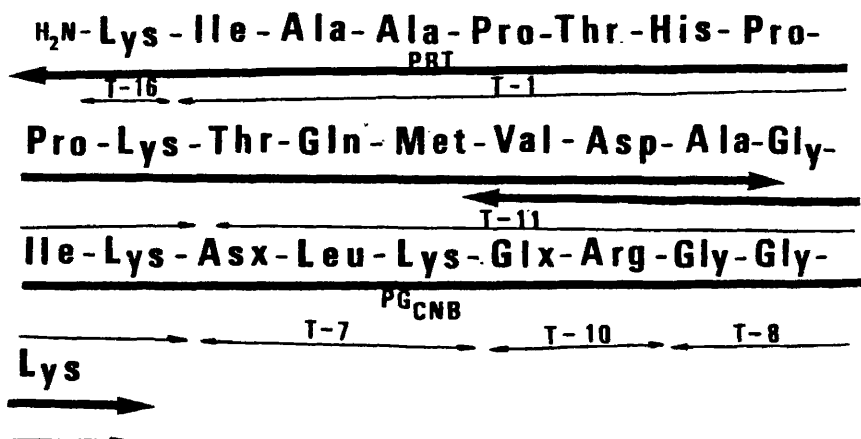 H₂N-Lys-Ile-Ala-Ala-Pro-Thr-His-Pro-
PRT
T-16 T-1
Pro-Lys-Thr-Gln-Met-Val-Asp-Ala-Gly-
T-11
Ile-Lys-Asx-Leu-Lys-Glx-Arg-Gly-Gly-
PG_CNB
T-7 T-10 T-8
Lys